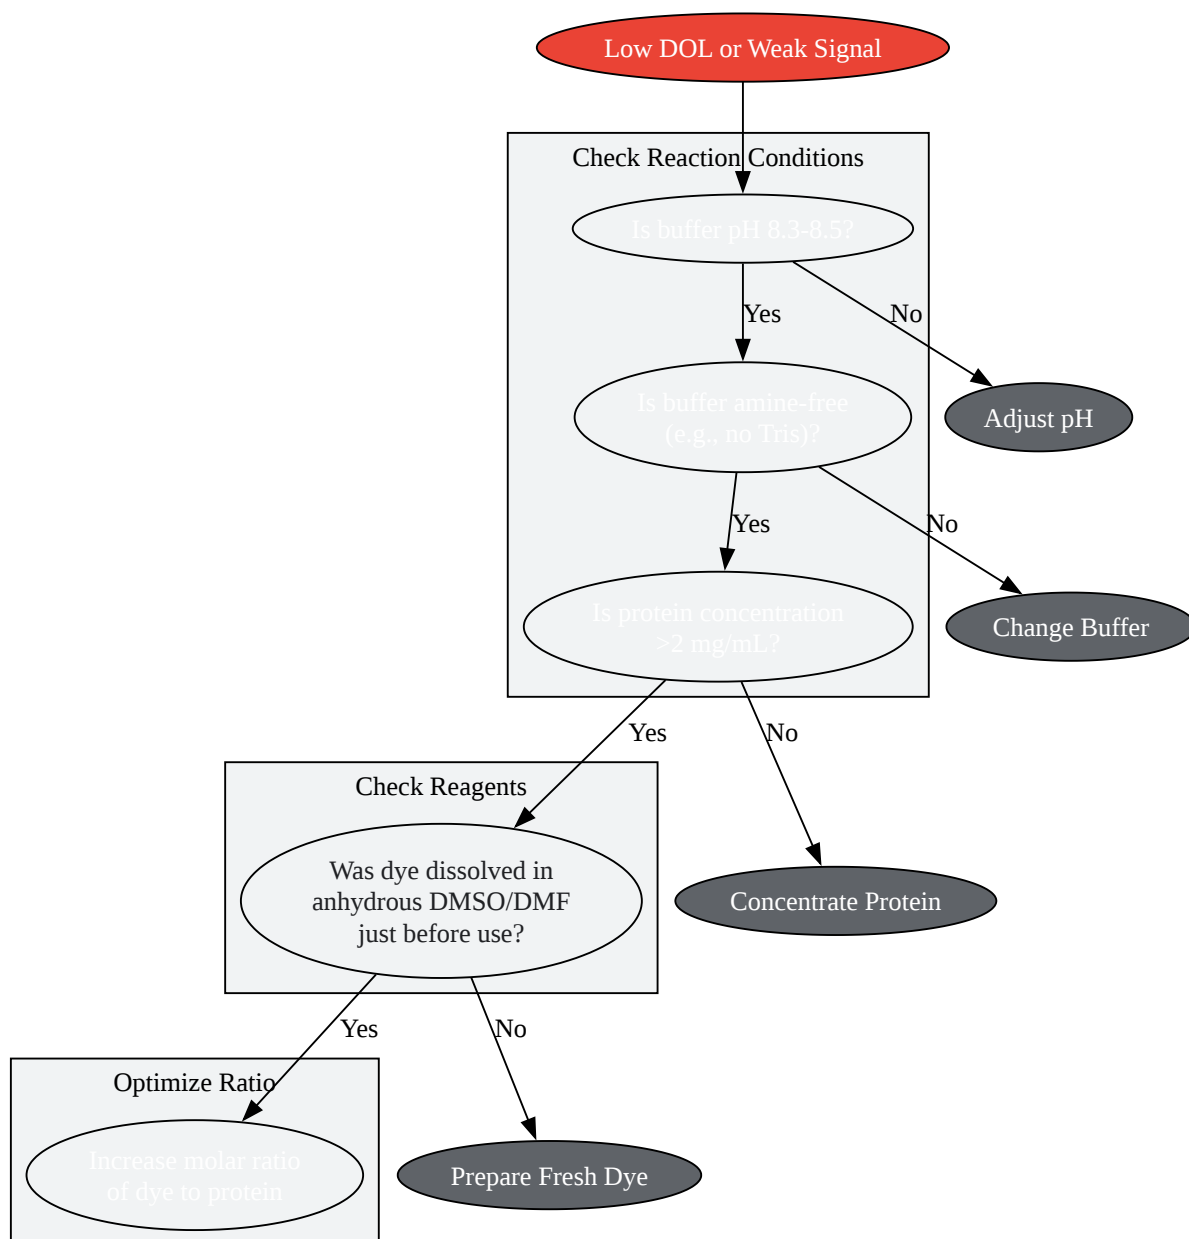 Low DOL or Weak Signal
Check Reaction Conditions
Is buffer pH 8.3-8.5?
Yes
No
Is buffer amine-free
(e.g., no Tris)?
Adjust pH
Yes
No
Is protein concentration
>2 mg/mL?
Change Buffer
Yes
No
Check Reagents
Was dye dissolved in
anhydrous DMSO/DMF
just before use?
Concentrate Protein
Yes
No
Optimize Ratio
Increase molar ratio
of dye to protein
Prepare Fresh Dye